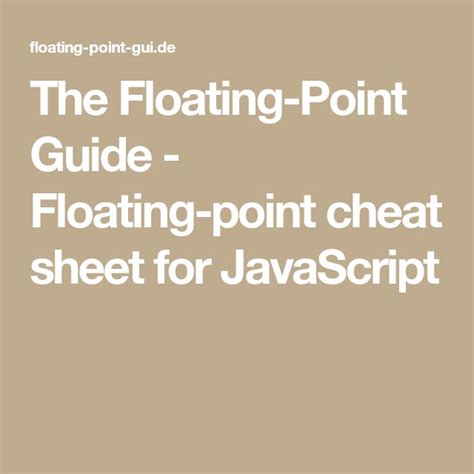 floating-point-gui.de
The Floating-Point
Guide -
Floating-point cheat
sheet for JavaScript